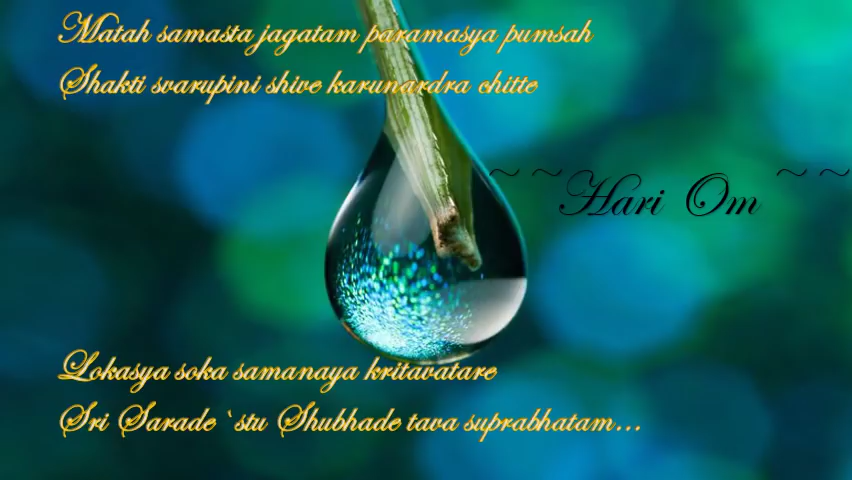 Matah samasta jagatam paramasya pumsah
Shakti svarupini shive karunardra chitte
~ ~Hari Om ~ ~
Lokasya soka samanaya kritavatare
Sri Sarade `stu Shubhade tava suprabhatam...